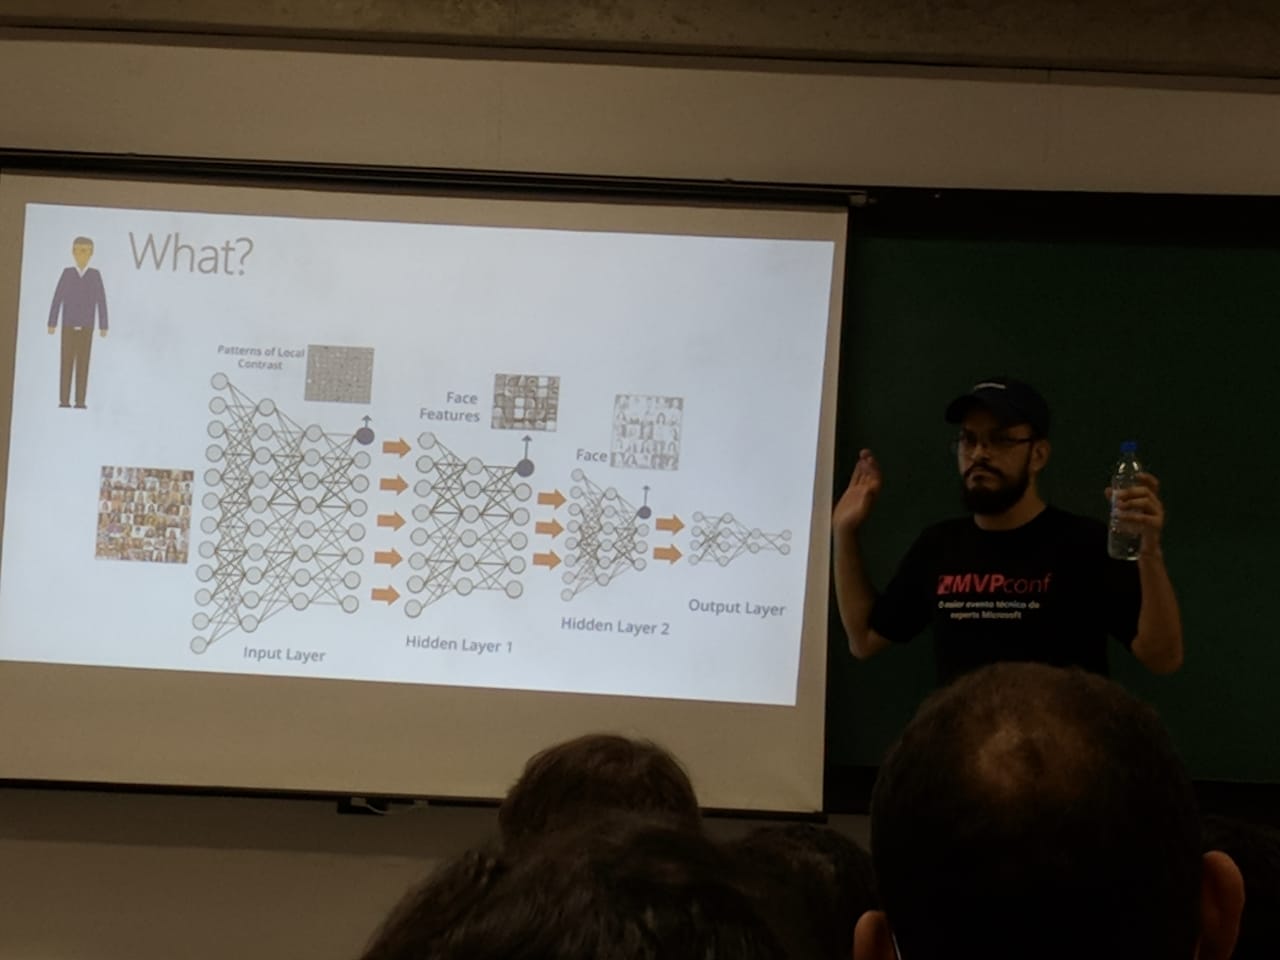 What?
Patterns of Local
Contrast
Face
Features
Face
Input Layer
Hidden Layer 1
Hidden Layer 2
Output Layer
MVPconf
O maior evento técnico de
experts Microsoft